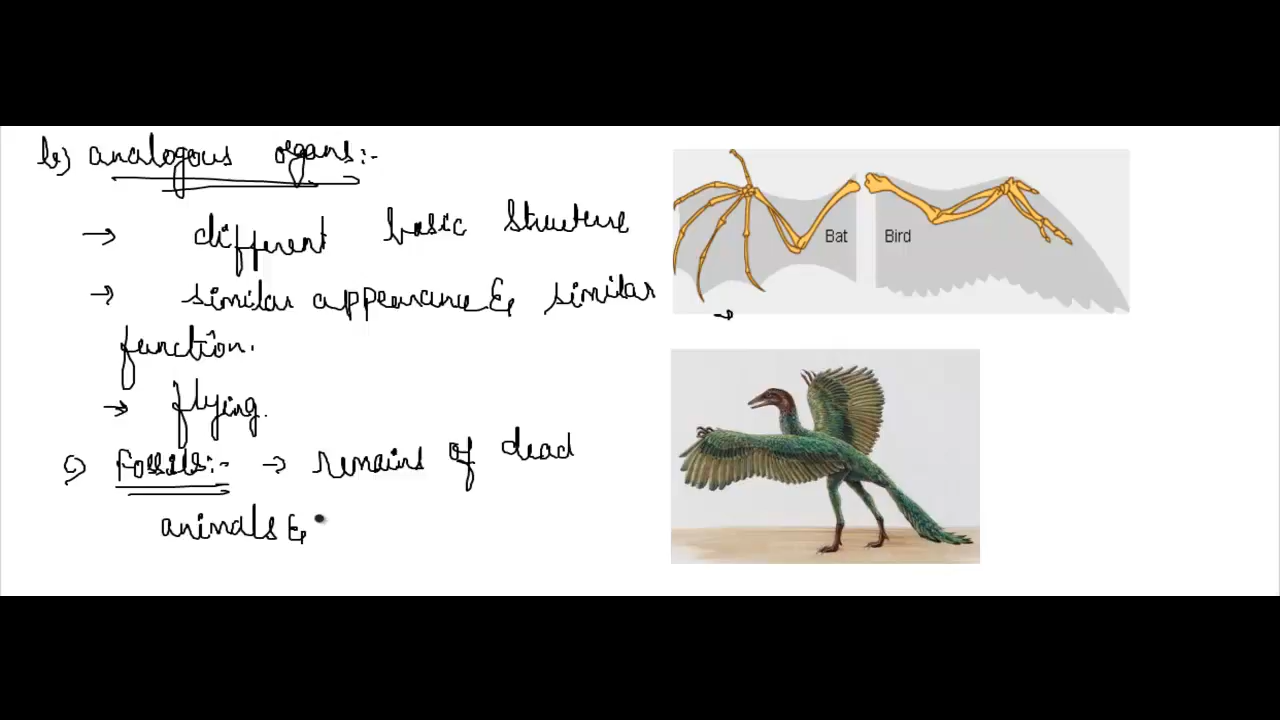 b) analogous organs:-
→ different basic structure
→ similar appearance & similar
function.
→ flying.
c) Fossils:- → remains of dead
animals &
Bat
Bird
→